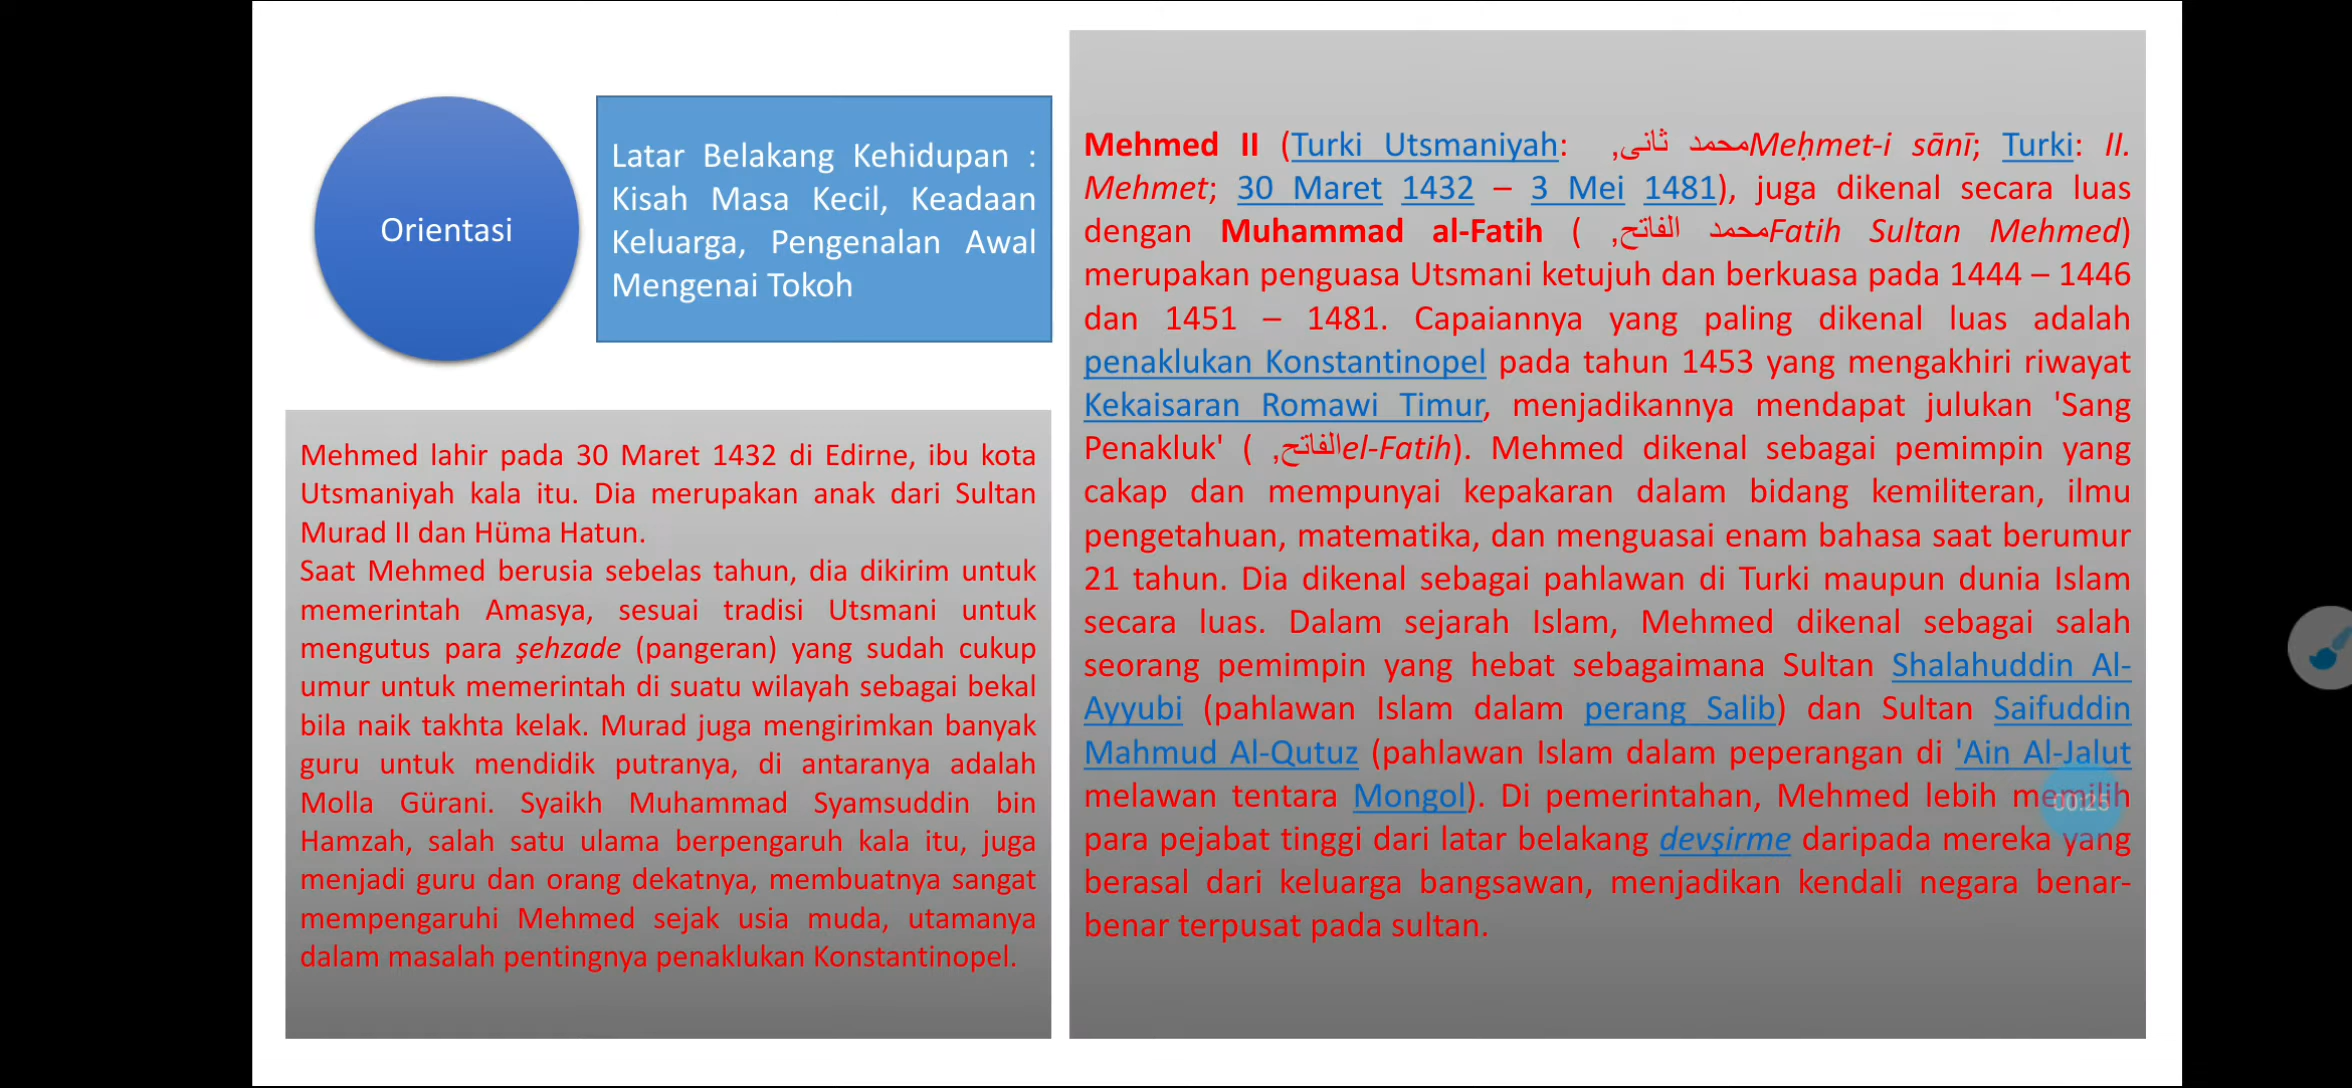 Orientasi
Latar Belakang Kehidupan :
Kisah Masa Kecil, Keadaan
Keluarga, Pengenalan Awal
Mengenai Tokoh
Mehmed lahir pada 30 Maret 1432 di Edirne, ibu kota
Utsmaniyah kala itu. Dia merupakan anak dari Sultan
Murad II dan Hüma Hatun.
Saat Mehmed berusia sebelas tahun, dia dikirim untuk
memerintah Amasya, sesuai tradisi Utsmani untuk
mengutus para şehzade (pangeran) yang sudah cukup
umur untuk memerintah di suatu wilayah sebagai bekal
bila naik takhta kelak. Murad juga mengirimkan banyak
guru untuk mendidik putranya, di antaranya adalah
Molla Gürani. Syaikh Muhammad Syamsuddin bin
Hamzah, salah satu ulama berpengaruh kala itu, juga
menjadi guru dan orang dekatnya, membuatnya sangat
mempengaruhi Mehmed sejak usia muda, utamanya
dalam masalah pentingnya penaklukan Konstantinopel.
Mehmed II (Turki Utsmaniyah: محمد ثانى, Meḥmet-i sānī; Turki: II.
Mehmet; 30 Maret 1432 – 3 Mei 1481), juga dikenal secara luas
dengan Muhammad al-Fatih ( محمد الفاتح, Fatih Sultan Mehmed)
merupakan penguasa Utsmani ketujuh dan berkuasa pada 1444 – 1446
dan 1451 – 1481. Capaiannya yang paling dikenal luas adalah
penaklukan Konstantinopel pada tahun 1453 yang mengakhiri riwayat
Kekaisaran Romawi Timur, menjadikannya mendapat julukan 'Sang
Penakluk' ( الفاتح, el-Fatih). Mehmed dikenal sebagai pemimpin yang
cakap dan mempunyai kepakaran dalam bidang kemiliteran, ilmu
pengetahuan, matematika, dan menguasai enam bahasa saat berumur
21 tahun. Dia dikenal sebagai pahlawan di Turki maupun dunia Islam
secara luas. Dalam sejarah Islam, Mehmed dikenal sebagai salah
seorang pemimpin yang hebat sebagaimana Sultan Shalahuddin Al-
Ayyubi (pahlawan Islam dalam perang Salib) dan Sultan Saifuddin
Mahmud Al-Qutuz (pahlawan Islam dalam peperangan di 'Ain Al-Jalut
melawan tentara Mongol). Di pemerintahan, Mehmed lebih memilih
para pejabat tinggi dari latar belakang devşirme daripada mereka yang
berasal dari keluarga bangsawan, menjadikan kendali negara benar-
benar terpusat pada sultan.
00:25